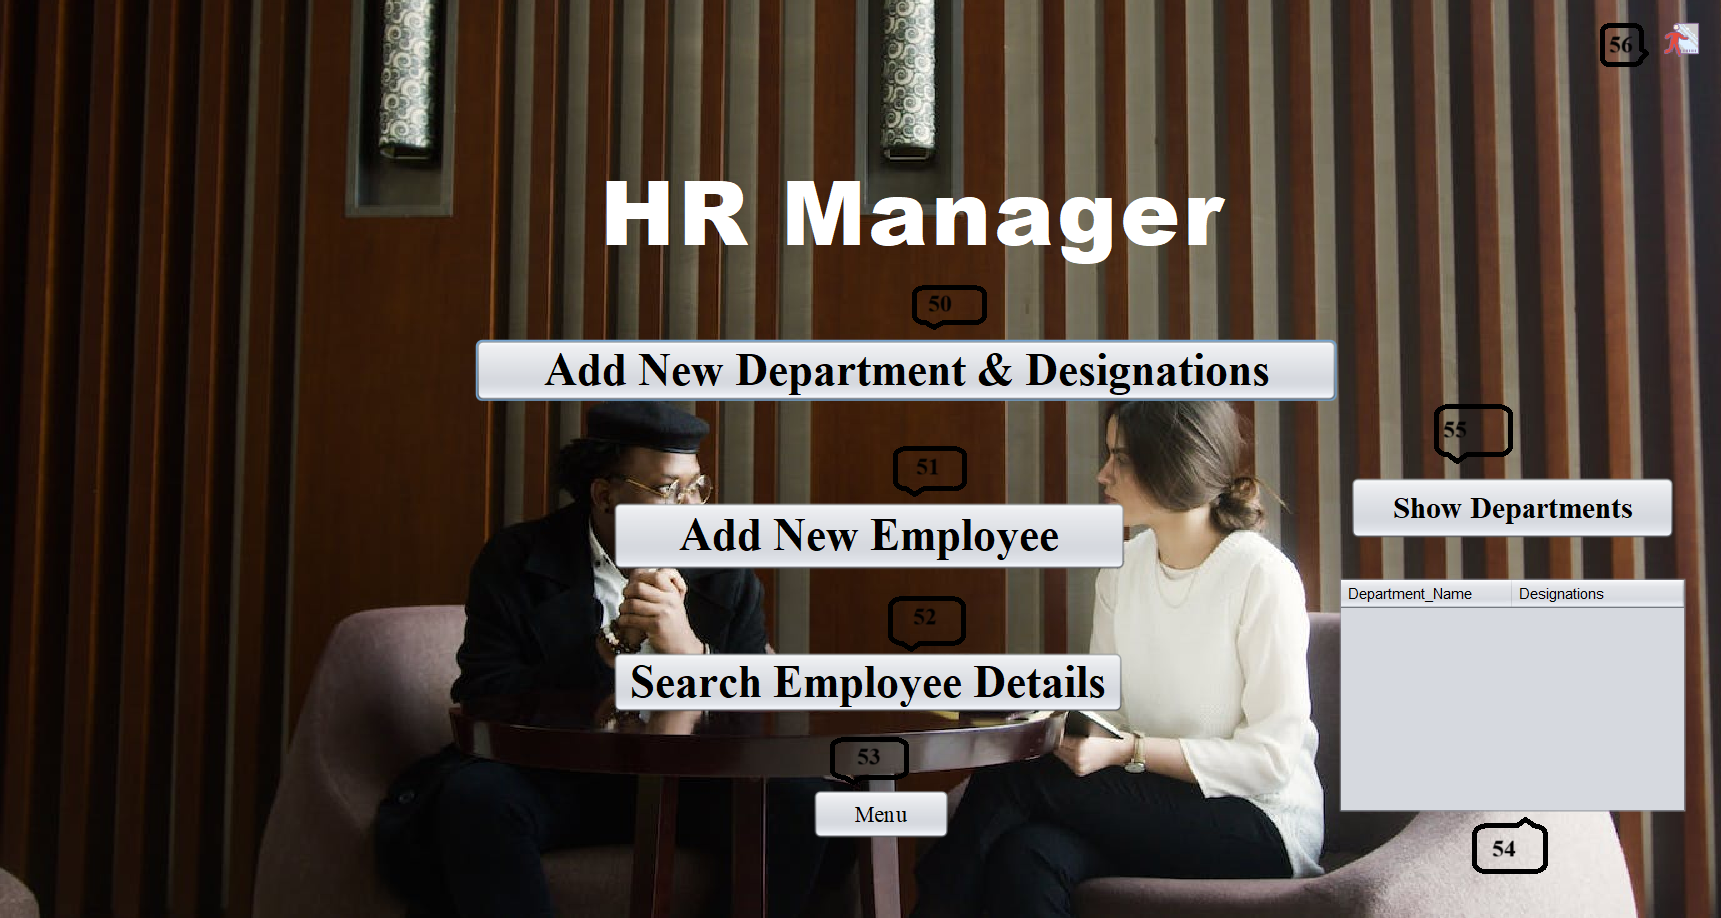 56
HR Manager
50
Add New Department & Designations
51
55
Add New Employee
Show Departments
Department_Name Designations
52
Search Employee Details
53
Menu
54